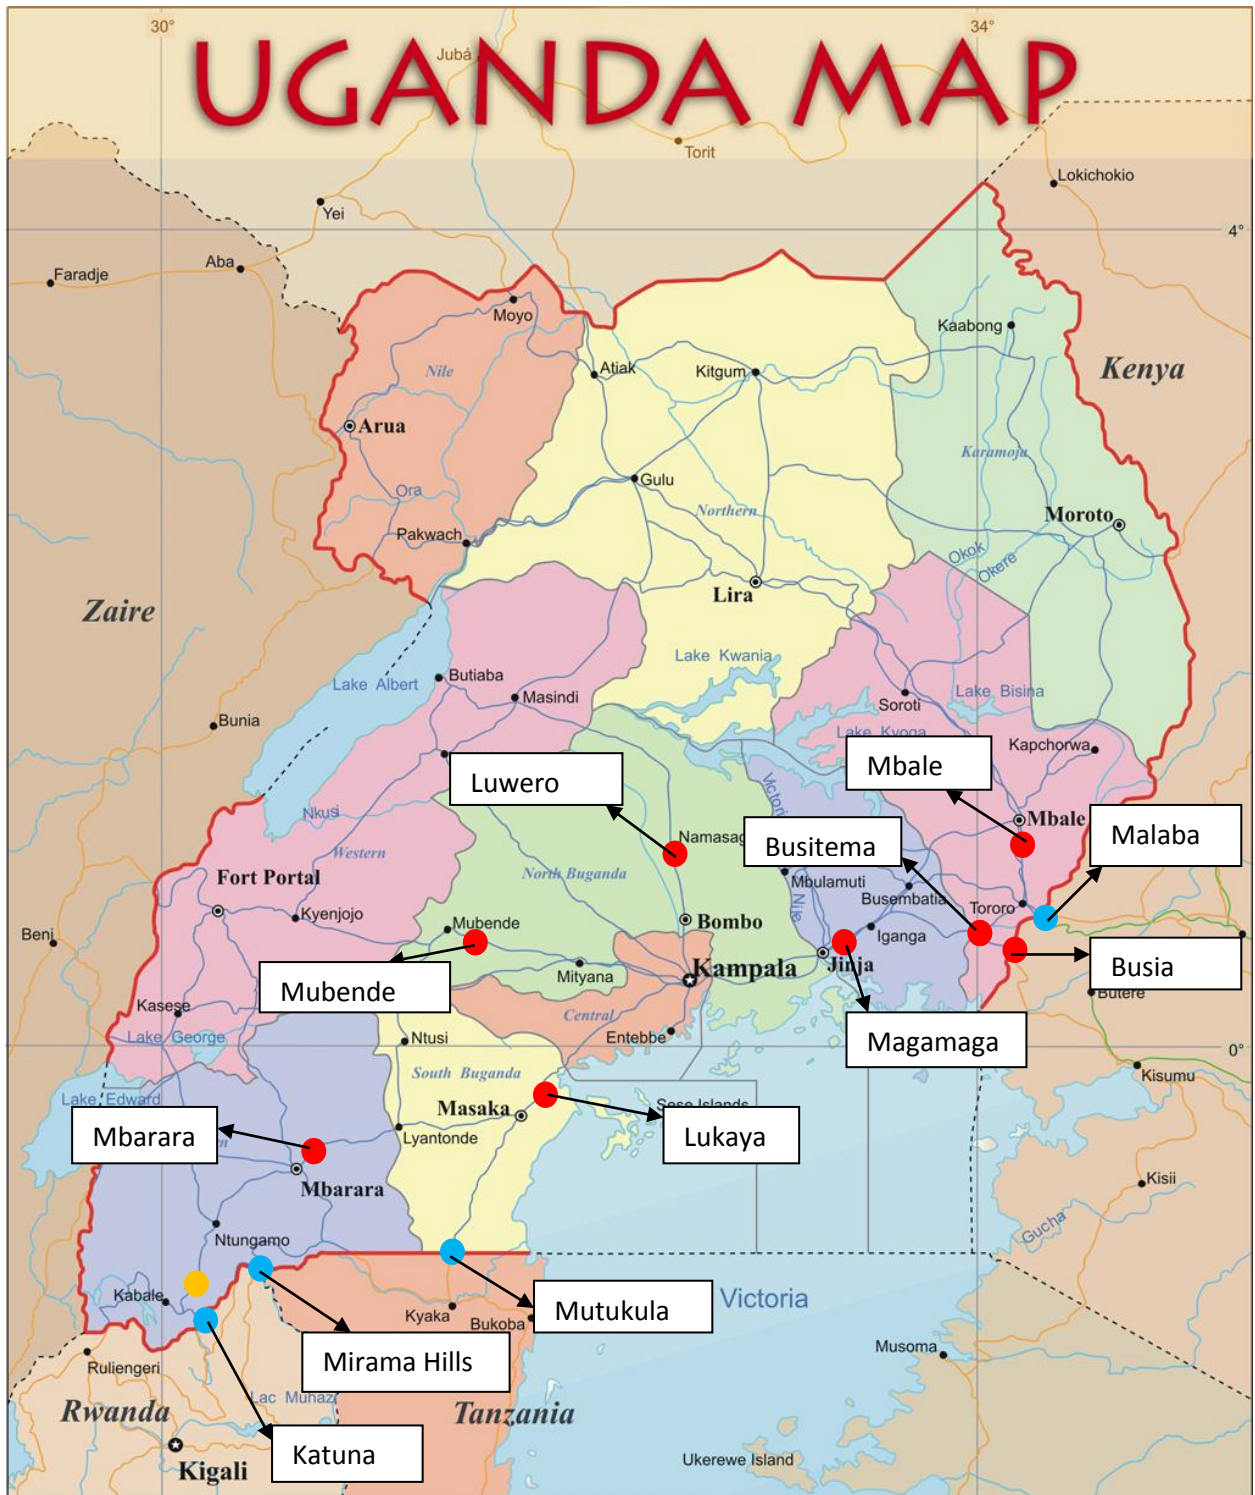 30°
34°
UGANDA MAP
Jubá
Torit
Lokichokio
Yei
4°
Aba
Faradje
Moyo
Kaabong
Kenya
Atiak
Kitgum
Nile
Arua
Karamoja
Gulu
Ora
Northern
Moroto
Pakwach
Okok
Okere
Lira
Zaire
Lake Kwania
Lake Albert
Butiaba
Masindi
Lake Bisina
Soroti
Bunia
Lake Kyoga
Kapchorwa
Mbale
Luwero
Victori
Nkusi
Mbale
Malaba
Namasag
Busitema
Western
North Buganda
Fort Portal
Mbulamuti
Nile
Busembatia
Tororo
Kyenjojo
Mubende
Bombo
Iganga
Beni
Kampala
Jinja
Busia
Mityana
Mubende
Butere
Kasese
Central
Lake George
Ntusi
Entebbe
Magamaga
0°
South Buganda
Kisumu
Lake Edward
Masaka
Sese Islands
Mbarara
rn
Lyantonde
Lukaya
Mbarara
Kisii
Ntungamo
Gucha
Kabale
Kyaka
Bukoba
Mutukula
Victoria
Ruliengeri
Mirama Hills
Musoma
Lac Muhazi
Rwanda
Tanzania
Katuna
Kigali
Ukerewe Island